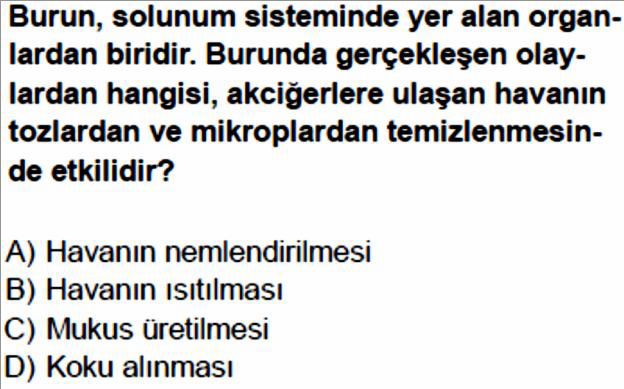 Burun, solunum sisteminde yer alan organ-
lardan biridir. Burunda gerçekleşen olay-
lardan hangisi, akciğerlere ulaşan havanın
tozlardan ve mikroplardan temizlenmesin-
de etkilidir?
A) Havanın nemlendirilmesi
B) Havanın ısıtılması
C) Mukus üretilmesi
D) Koku alınması